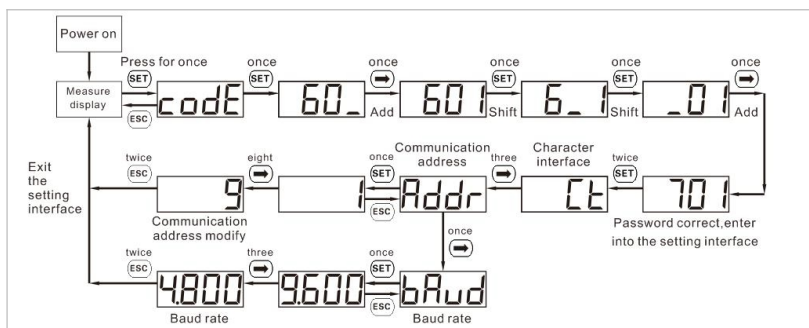 Power on
Press for once
once
once
once
once
once
SET
SET
SET
SET
Measure
display
codE
60_
601
6_1
_01
ESC
Add
Shift
Shift
Add
Communication
address
Character
interface
Exit
the
setting
interface
twice
eight
once
three
twice
ESC
SET
SET
9
1
Addr
Ct
701
ESC
Communication
address modify
Password correct,enter
into the setting interface
once
twice
three
once
ESC
SET
4.800
9.600
bAud
ESC
Baud rate
Baud rate